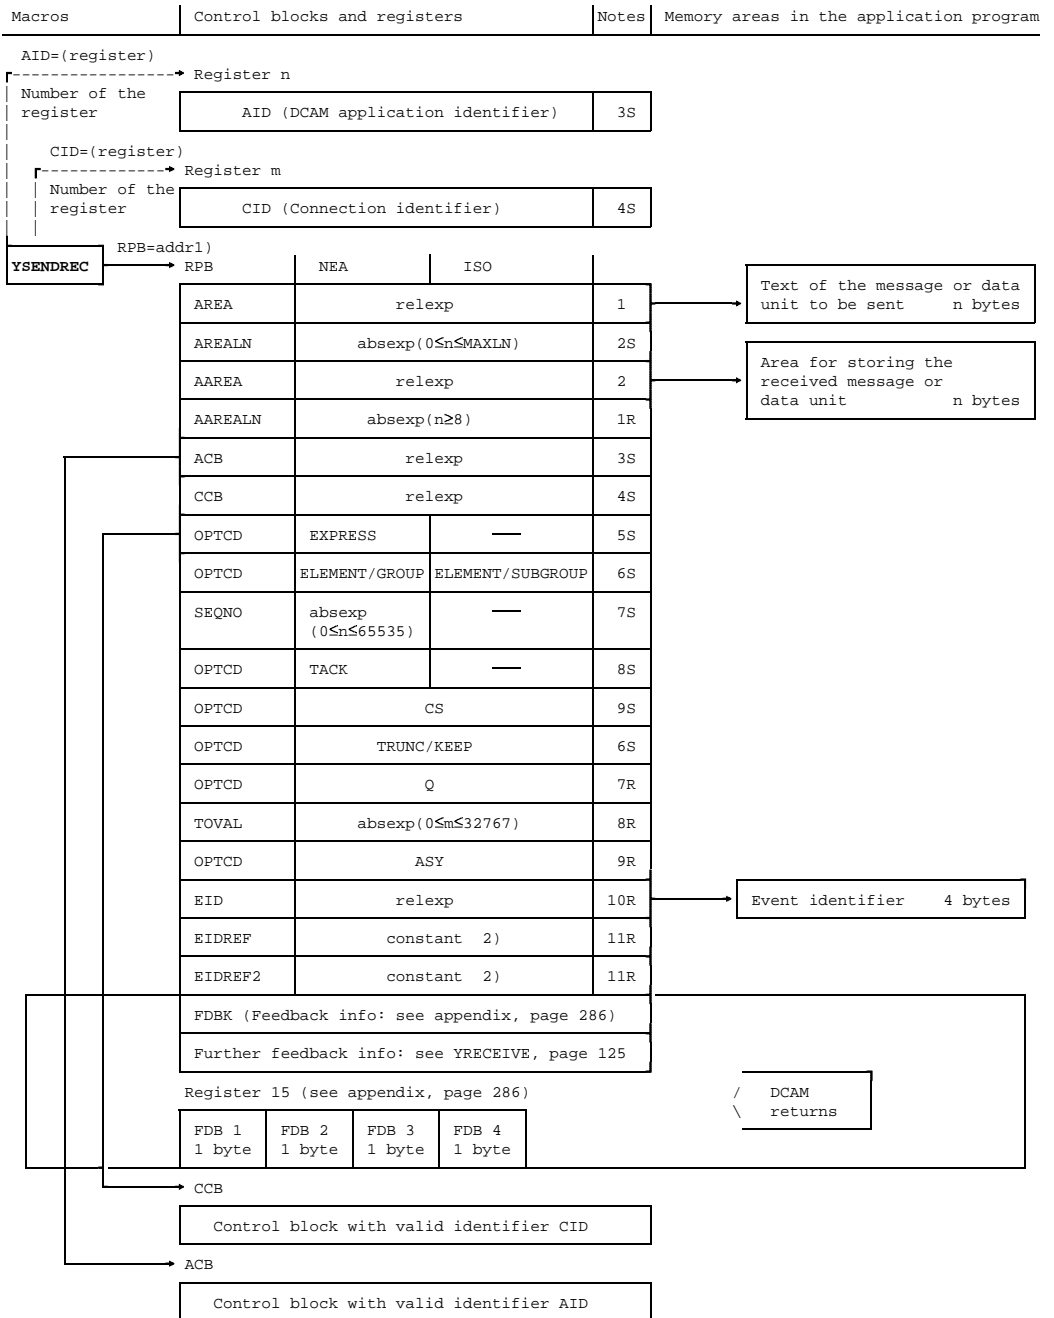 Macros Control blocks and registers Notes Memory areas in the application program
AID=(register)
Register n
Number of the
register
AID (DCAM application identifier) 3S
CID=(register)
Register m
Number of the
register
CID (Connection identifier) 4S
RPB=addr1)
YSENDREC RPB NEA ISO
AREA relexp 1
Text of the message or data
unit to be sent n bytes
AREALN absexp(0≤n≤MAXLN) 2S
AAREA relexp 2
Area for storing the
received message or
data unit n bytes
AAREALN absexp(n≥8) 1R
ACB relexp 3S
CCB relexp 4S
OPTCD EXPRESS — 5S
OPTCD ELEMENT/GROUP ELEMENT/SUBGROUP 6S
SEQNO absexp — 7S
(0≤n≤65535)
OPTCD TACK — 8S
OPTCD CS 9S
OPTCD TRUNC/KEEP 6S
OPTCD Q 7R
TOVAL absexp(0≤m≤32767) 8R
OPTCD ASY 9R
EID relexp 10R Event identifier 4 bytes
EIDREF constant 2) 11R
EIDREF2 constant 2) 11R
FDBK (Feedback info: see appendix, page 286)
Further feedback info: see YRECEIVE, page 125
Register 15 (see appendix, page 286)
/ DCAM
\ returns
FDB 1 FDB 2 FDB 3 FDB 4
1 byte 1 byte 1 byte 1 byte
CCB
Control block with valid identifier CID
ACB
Control block with valid identifier AID